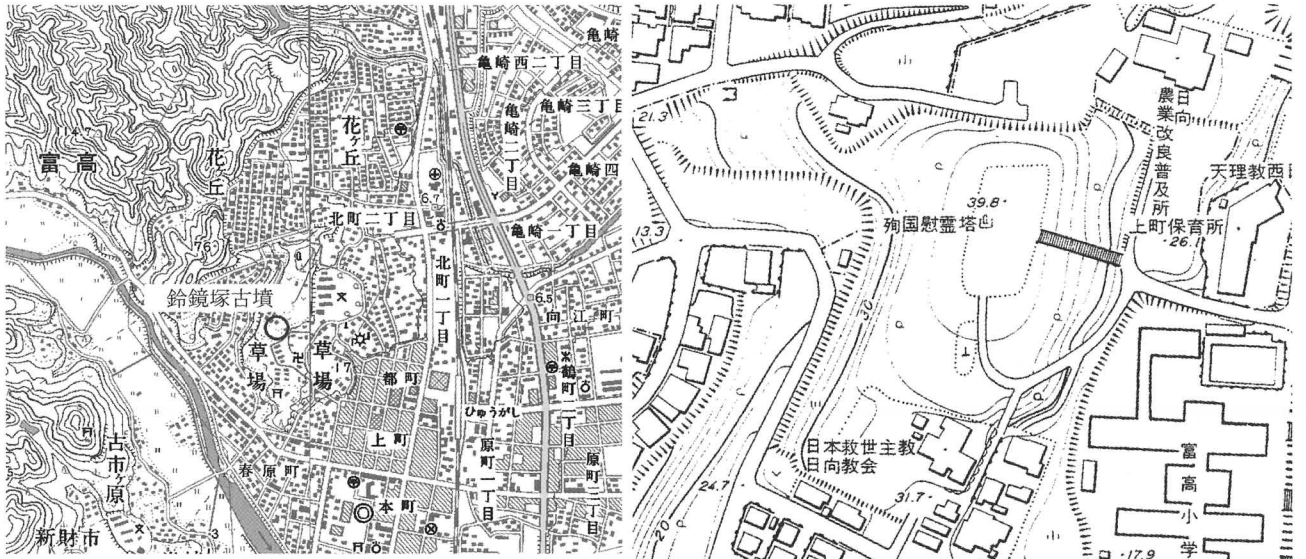 亀崎
亀崎西二丁目
亀崎三丁目
亀崎二丁目
亀崎四
亀崎一丁目
花ヶ丘
花ヶ丘
114.7
富高
6.7
北町二丁目
76
北町一丁目
6.5
向江町
鈴鏡塚古墳
草場
草場
17
都町
鶴町一丁目
ひゅうがし
上町
原町一丁目
原町二丁目
春原町
古市ヶ原
本町
新財市
3
21.3
13.3
39.8
殉国慰霊塔
日向
農業改良普及所
天理教西
上町保育所
26.1
30
日本救世主教
日向教会
31.7
24.7
20
富高小学
17.9